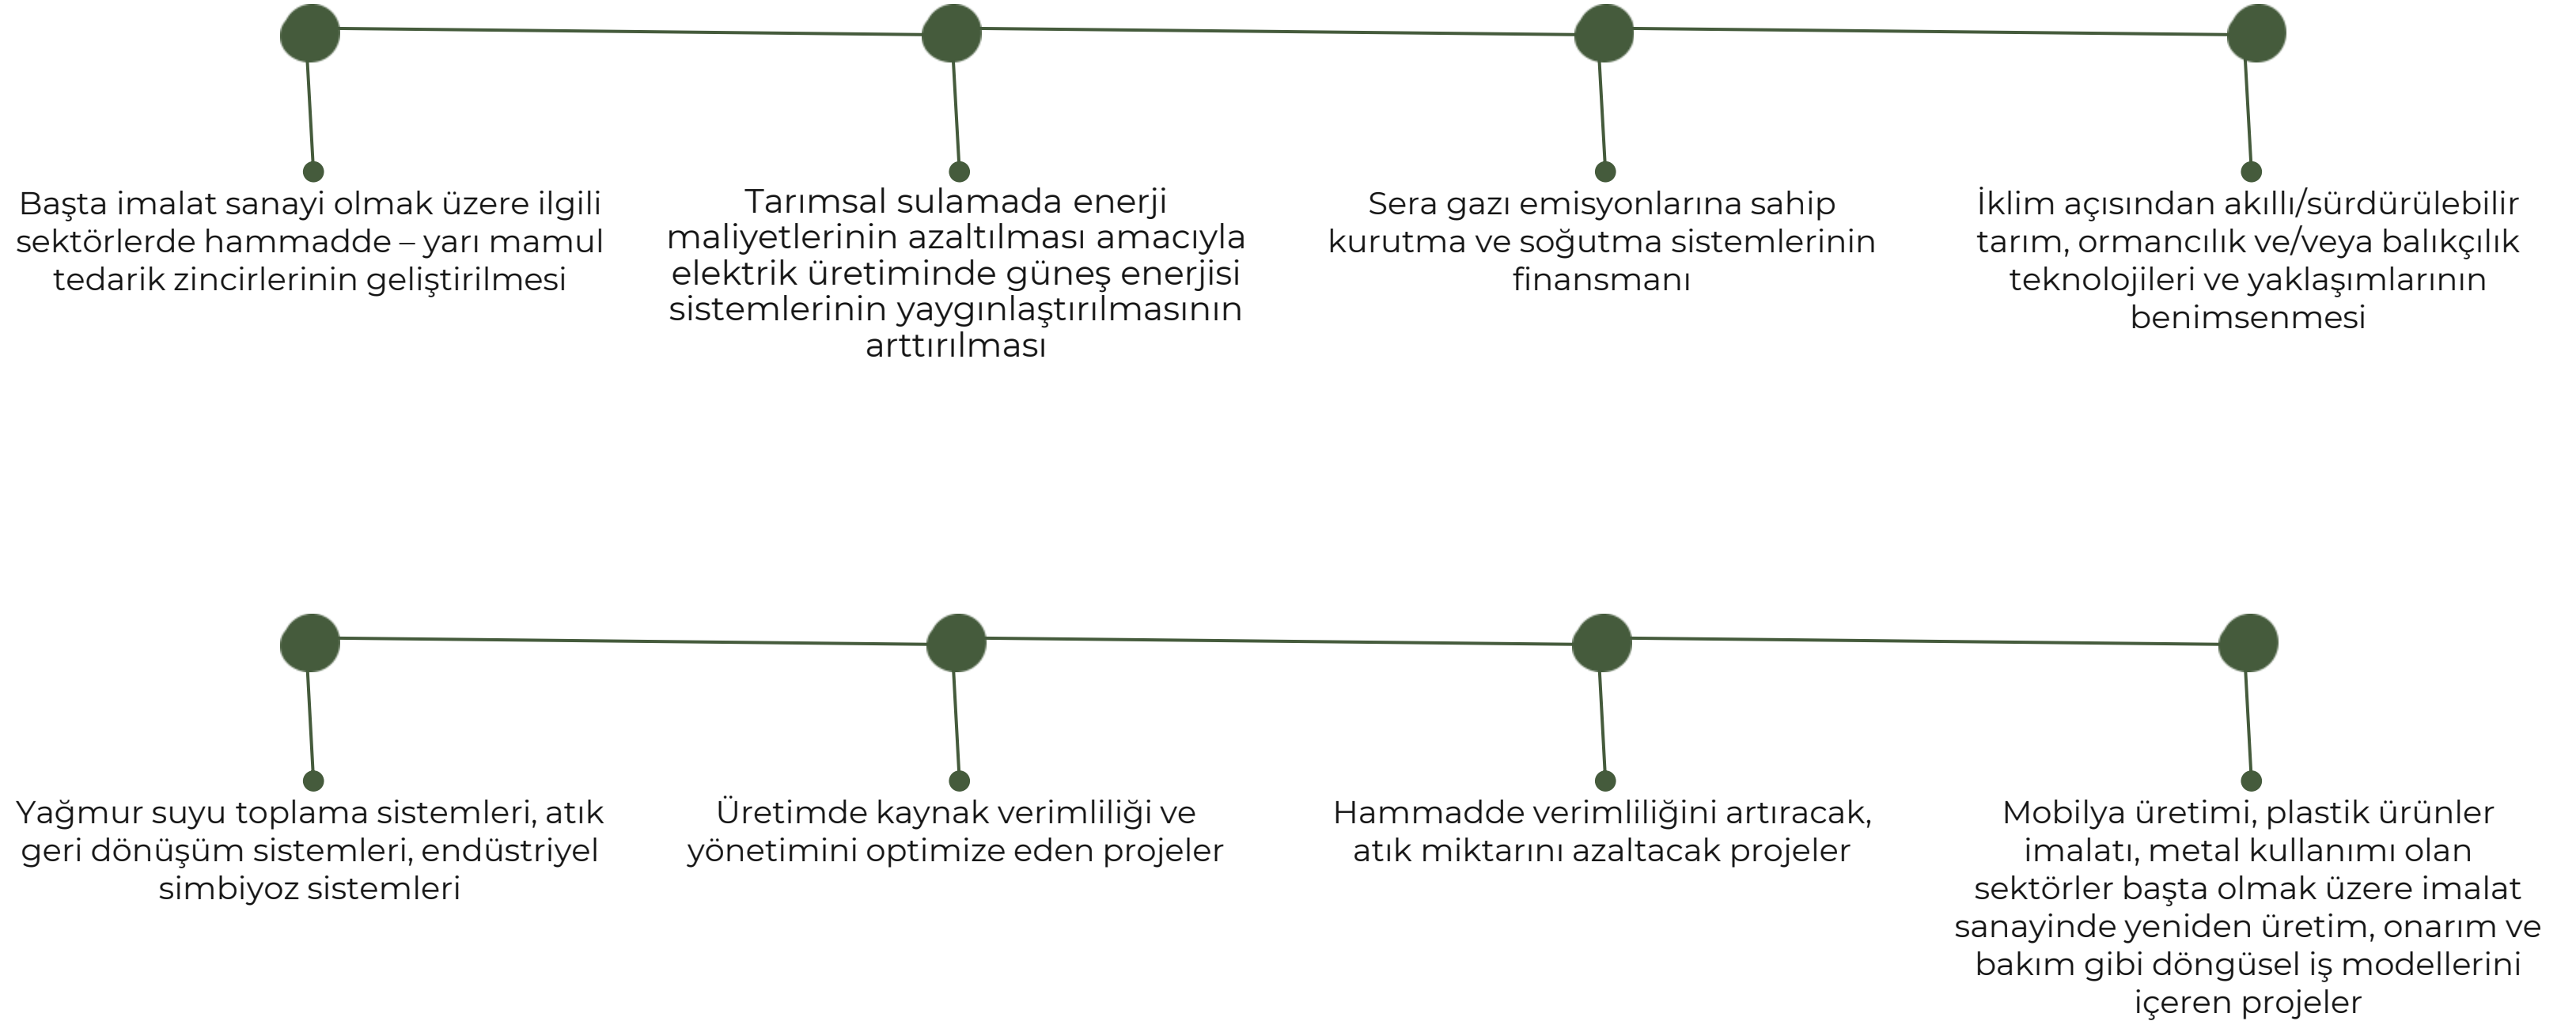 Başta imalat sanayi olmak üzere ilgili
sektörlerde hammadde – yarı mamul
tedarik zincirlerinin geliştirilmesi
Tarımsal sulamada enerji
maliyetlerinin azaltılması amacıyla
elektrik üretiminde güneş enerjisi
sistemlerinin yaygınlaştırılmasının
arttırılması
Sera gazı emisyonlarına sahip
kurutma ve soğutma sistemlerinin
finansmanı
İklim açısından akıllı/sürdürülebilir
tarım, ormancılık ve/veya balıkçılık
teknolojileri ve yaklaşımlarının
benimsenmesi
Yağmur suyu toplama sistemleri, atık
geri dönüşüm sistemleri, endüstriyel
simbiyoz sistemleri
Üretimde kaynak verimliliği ve
yönetimini optimize eden projeler
Hammadde verimliliğini artıracak,
atık miktarını azaltacak projeler
Mobilya üretimi, plastik ürünler
imalatı, metal kullanımı olan
sektörler başta olmak üzere imalat
sanayinde yeniden üretim, onarım ve
bakım gibi döngüsel iş modellerini
içeren projeler